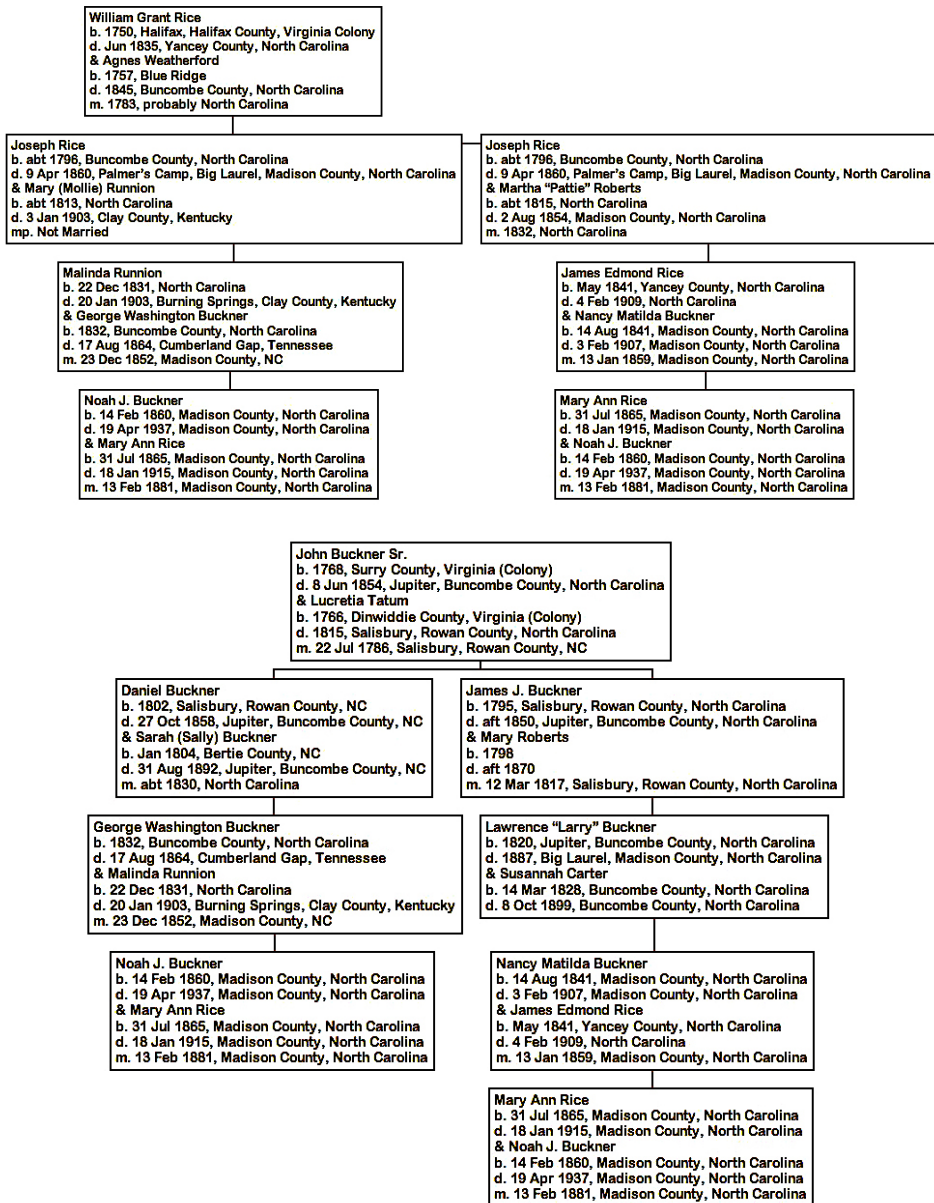 William Grant Rice
b. 1750, Halifax, Halifax County, Virginia Colony
d. Jun 1835, Yancey County, North Carolina
& Agnes Weatherford
b. 1757, Blue Ridge
d. 1845, Buncombe County, North Carolina
m. 1783, probably North Carolina
Joseph Rice
b. abt 1796, Buncombe County, North Carolina
d. 9 Apr 1860, Palmer's Camp, Big Laurel, Madison County, North Carolina
& Mary (Mollie) Runnion
b. abt 1813, North Carolina
d. 3 Jan 1903, Clay County, Kentucky
mp. Not Married
Joseph Rice
b. abt 1796, Buncombe County, North Carolina
d. 9 Apr 1860, Palmer's Camp, Big Laurel, Madison County, North Carolina
& Martha "Pattie" Roberts
b. abt 1815, North Carolina
d. 2 Aug 1854, Madison County, North Carolina
m. 1832, North Carolina
Malinda Runnion
b. 22 Dec 1831, North Carolina
d. 20 Jan 1903, Burning Springs, Clay County, Kentucky
& George Washington Buckner
b. 1832, Buncombe County, North Carolina
d. 17 Aug 1864, Cumberland Gap, Tennessee
m. 23 Dec 1852, Madison County, NC
James Edmond Rice
b. May 1841, Yancey County, North Carolina
d. 4 Feb 1909, North Carolina
& Nancy Matilda Buckner
b. 14 Aug 1841, Madison County, North Carolina
d. 3 Feb 1907, Madison County, North Carolina
m. 13 Jan 1859, Madison County, North Carolina
Noah J. Buckner
b. 14 Feb 1860, Madison County, North Carolina
d. 19 Apr 1937, Madison County, North Carolina
& Mary Ann Rice
b. 31 Jul 1865, Madison County, North Carolina
d. 18 Jan 1915, Madison County, North Carolina
m. 13 Feb 1881, Madison County, North Carolina
Mary Ann Rice
b. 31 Jul 1865, Madison County, North Carolina
d. 18 Jan 1915, Madison County, North Carolina
& Noah J. Buckner
b. 14 Feb 1860, Madison County, North Carolina
d. 19 Apr 1937, Madison County, North Carolina
m. 13 Feb 1881, Madison County, North Carolina
John Buckner Sr.
b. 1768, Surry County, Virginia (Colony)
d. 8 Jun 1854, Jupiter, Buncombe County, North Carolina
& Lucretia Tatum
b. 1766, Dinwiddie County, Virginia (Colony)
d. 1815, Salisbury, Rowan County, North Carolina
m. 22 Jul 1786, Salisbury, Rowan County, NC
Daniel Buckner
b. 1802, Salisbury, Rowan County, NC
d. 27 Oct 1858, Jupiter, Buncombe County, NC
& Sarah (Sally) Buckner
b. Jan 1804, Bertie County, NC
d. 31 Aug 1892, Jupiter, Buncombe County, NC
m. abt 1830, North Carolina
James J. Buckner
b. 1795, Salisbury, Rowan County, North Carolina
d. aft 1850, Jupiter, Buncombe County, North Carolina
& Mary Roberts
b. 1798
d. aft 1870
m. 12 Mar 1817, Salisbury, Rowan County, North Carolina
George Washington Buckner
b. 1832, Buncombe County, North Carolina
d. 17 Aug 1864, Cumberland Gap, Tennessee
& Malinda Runnion
b. 22 Dec 1831, North Carolina
d. 20 Jan 1903, Burning Springs, Clay County, Kentucky
m. 23 Dec 1852, Madison County, NC
Lawrence "Larry" Buckner
b. 1820, Jupiter, Buncombe County, North Carolina
d. 1887, Big Laurel, Madison County, North Carolina
& Susannah Carter
b. 14 Mar 1828, Buncombe County, North Carolina
d. 8 Oct 1899, Buncombe County, North Carolina
Noah J. Buckner
b. 14 Feb 1860, Madison County, North Carolina
d. 19 Apr 1937, Madison County, North Carolina
& Mary Ann Rice
b. 31 Jul 1865, Madison County, North Carolina
d. 18 Jan 1915, Madison County, North Carolina
m. 13 Feb 1881, Madison County, North Carolina
Nancy Matilda Buckner
b. 14 Aug 1841, Madison County, North Carolina
d. 3 Feb 1907, Madison County, North Carolina
& James Edmond Rice
b. May 1841, Yancey County, North Carolina
d. 4 Feb 1909, North Carolina
m. 13 Jan 1859, Madison County, North Carolina
Mary Ann Rice
b. 31 Jul 1865, Madison County, North Carolina
d. 18 Jan 1915, Madison County, North Carolina
& Noah J. Buckner
b. 14 Feb 1860, Madison County, North Carolina
d. 19 Apr 1937, Madison County, North Carolina
m. 13 Feb 1881, Madison County, North Carolina